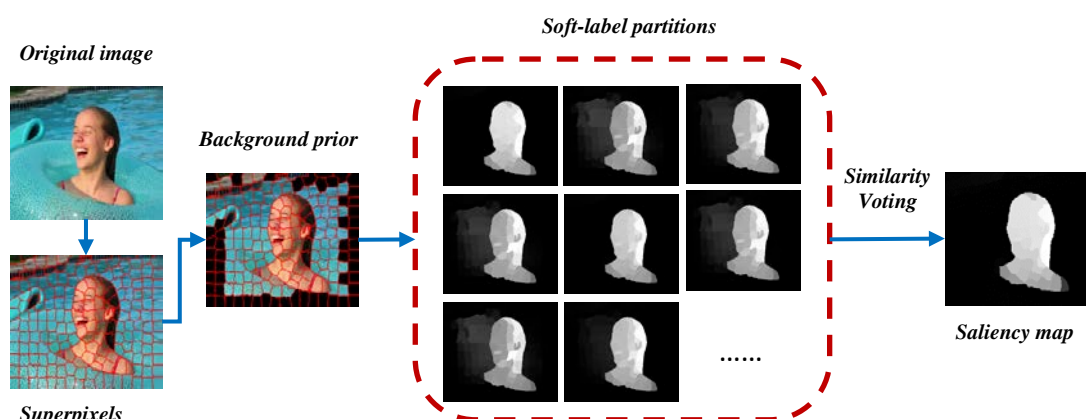 Soft-label partitions
Original image
Background prior
Similarity
Voting
......
Saliency map
Superpixels